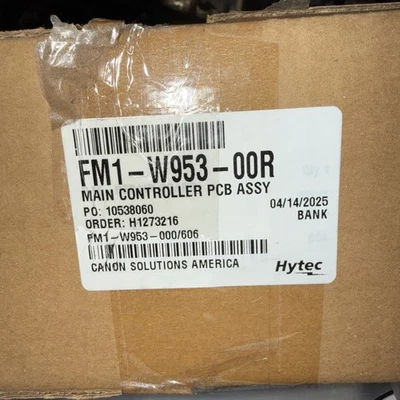 FM1-W953-00R
MAIN CONTROLLER PCB ASSY
PO: 10538060
04/14/2025
ORDER: H1273216
BANK
FM1-W953-000/606
CANON SOLUTIONS AMERICA
Hytec